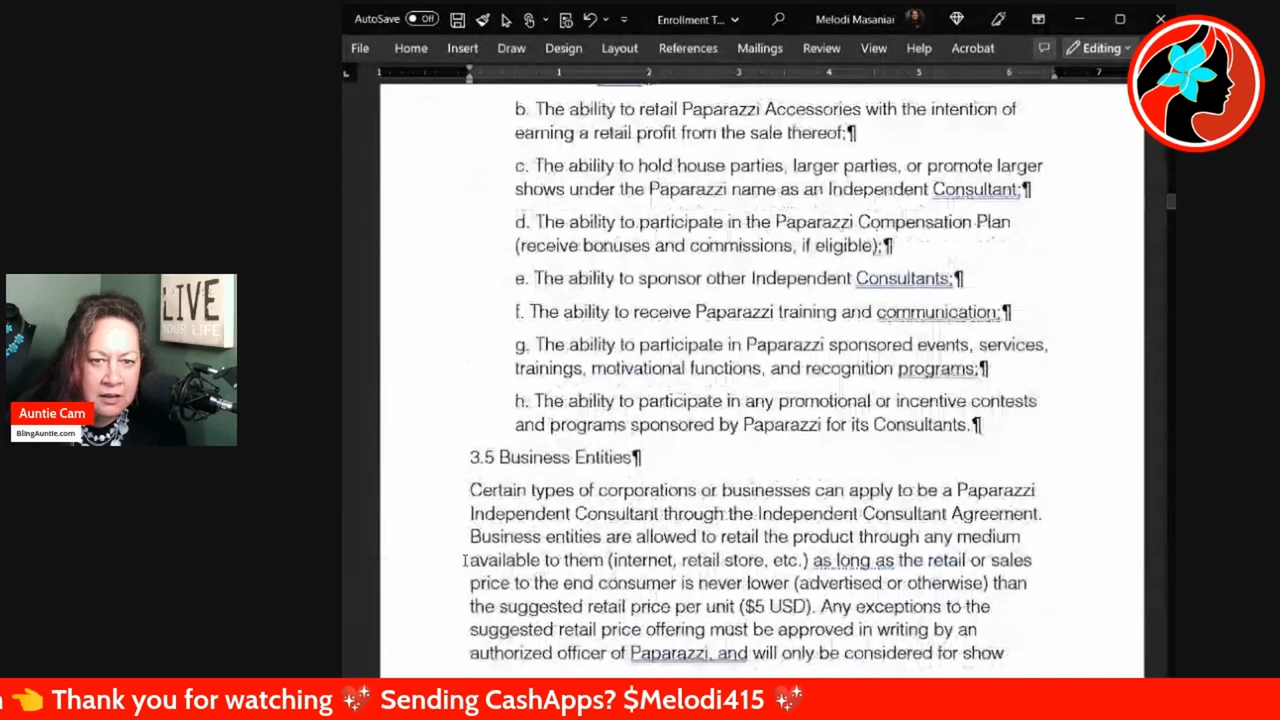 AutoSave Off Enrollment T... Melodi Masaniai
File Home Insert Draw Design Layout References Mailings Review View Help Acrobat Editing
1 1 2 3 4 5 6 7
b. The ability to retail Paparazzi Accessories with the intention of
earning a retail profit from the sale thereof;¶
c. The ability to hold house parties, larger parties, or promote larger
shows under the Paparazzi name as an Independent Consultant;¶
d. The ability to participate in the Paparazzi Compensation Plan
(receive bonuses and commissions, if eligible);¶
e. The ability to sponsor other Independent Consultants;¶
f. The ability to receive Paparazzi training and communication;¶
g. The ability to participate in Paparazzi sponsored events, services,
trainings, motivational functions, and recognition programs;¶
h. The ability to participate in any promotional or incentive contests
and programs sponsored by Paparazzi for its Consultants.¶
3.5 Business Entities¶
Certain types of corporations or businesses can apply to be a Paparazzi
Independent Consultant through the Independent Consultant Agreement.
Business entities are allowed to retail the product through any medium
available to them (internet, retail store, etc.) as long as the retail or sales
price to the end consumer is never lower (advertised or otherwise) than
the suggested retail price per unit ($5 USD). Any exceptions to the
suggested retail price offering must be approved in writing by an
authorized officer of Paparazzi, and will only be considered for show
LIVE
YOUR LIFE
Auntie Cam
BlingAuntie.com
Thank you for watching 💖 Sending CashApps? $Melodi415 💖